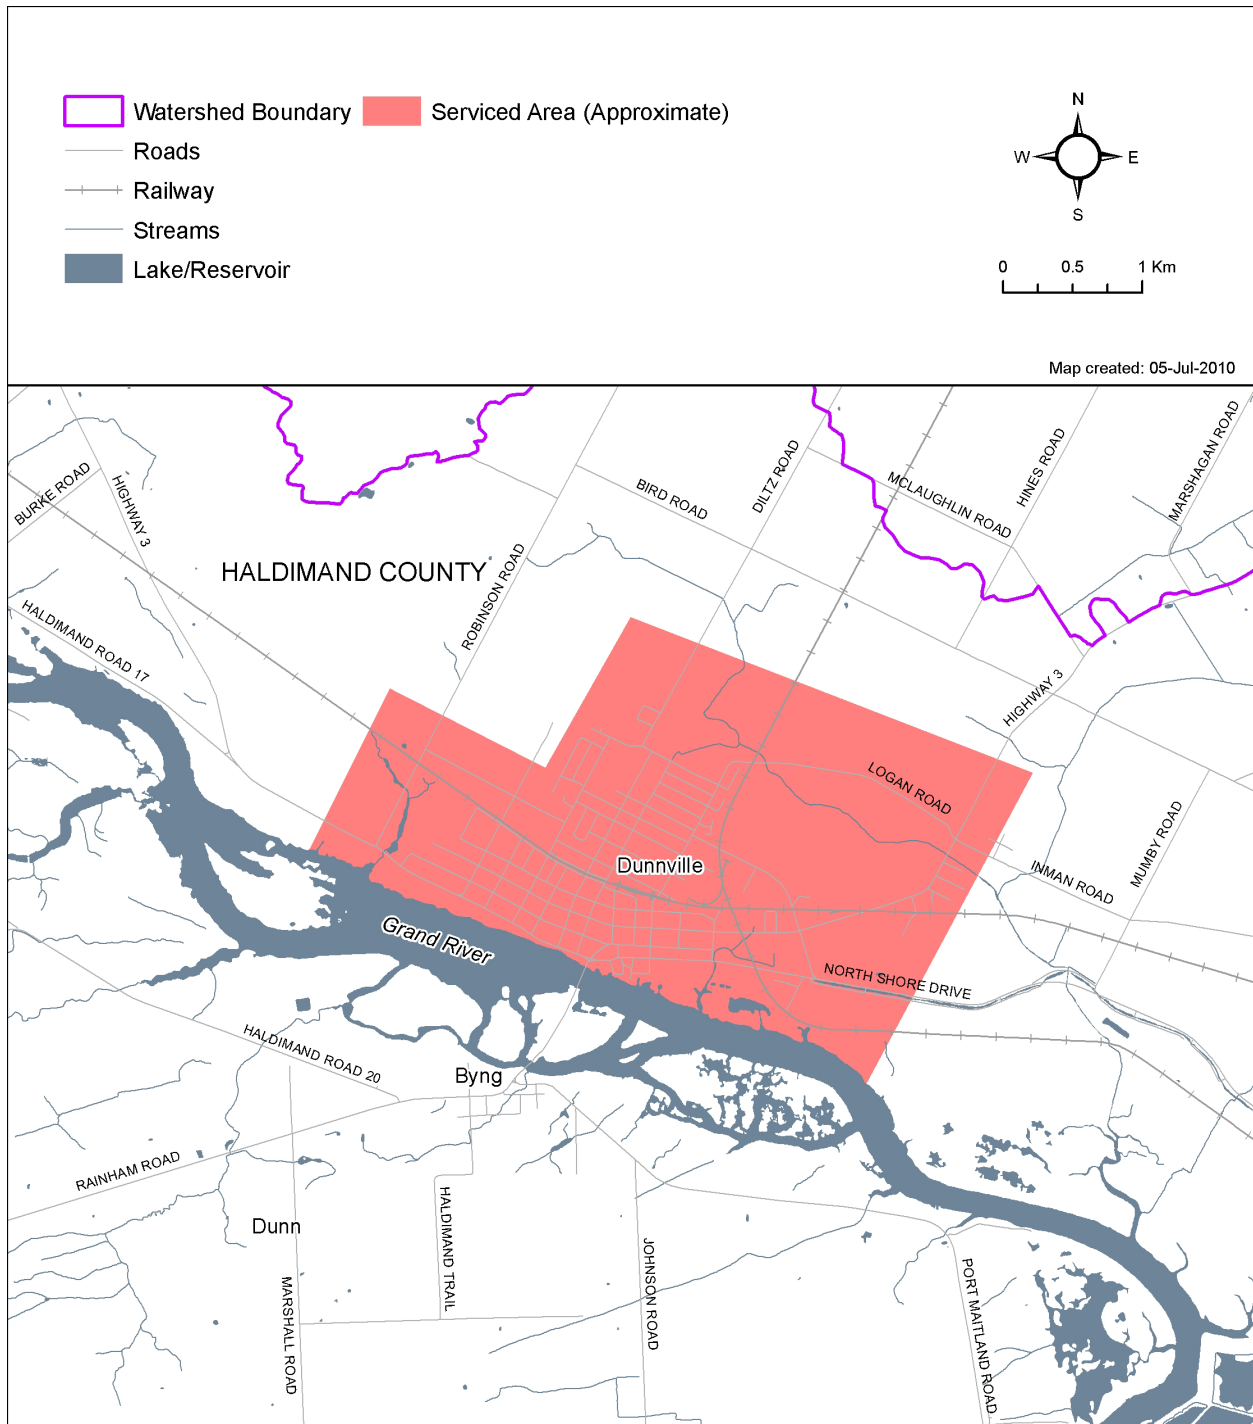 Watershed Boundary
Serviced Area (Approximate)
Roads
Railway
Streams
Lake/Reservoir
N
W
E
S
0 0.5 1 Km
Map created: 05-Jul-2010
BURKE ROAD
HIGHWAY 3
BIRD ROAD
DILTZ ROAD
MCLAUGHLIN ROAD
HINES ROAD
MARSHAGAN ROAD
HALDIMAND COUNTY
ROBINSON ROAD
HALDIMAND ROAD 17
HIGHWAY 3
LOGAN ROAD
Dunnville
INMAN ROAD
MUMBY ROAD
Grand River
NORTH SHORE DRIVE
HALDIMAND ROAD 20
Byng
RAINHAM ROAD
Dunn
HALDIMAND TRAIL
JOHNSON ROAD
MARSHALL ROAD
PORT MAITLAND ROAD